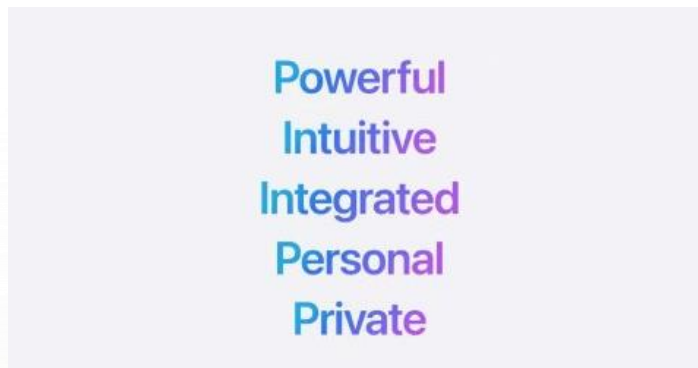 Powerful
Intuitive
Integrated
Personal
Private